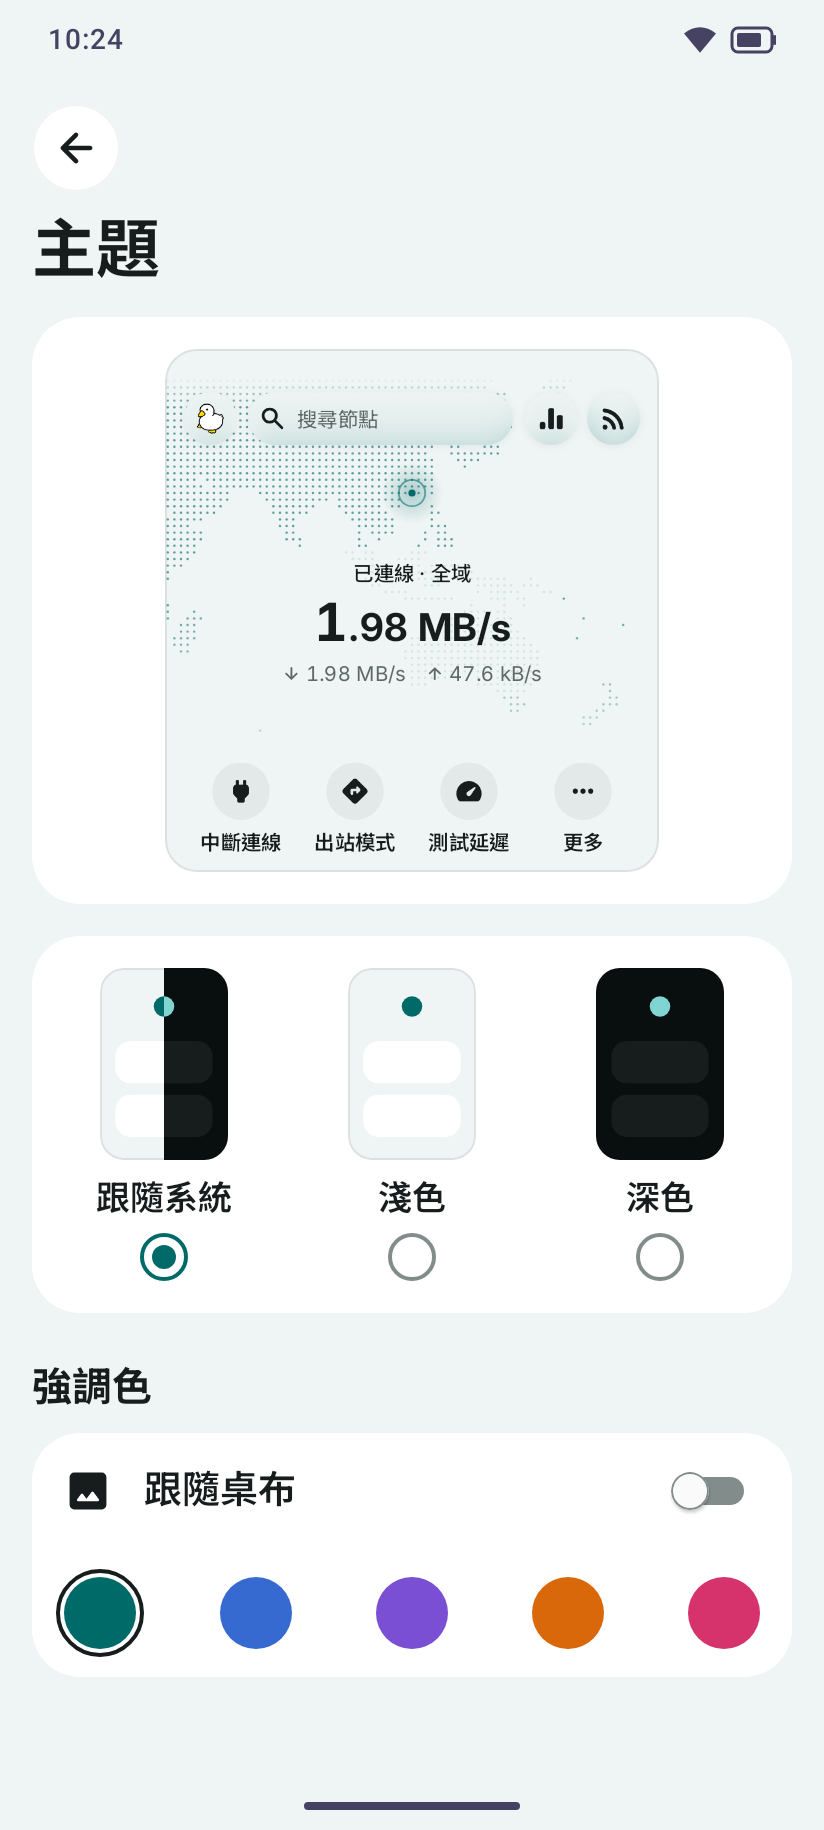 10:24
主題
搜尋節點
已連線 · 全域
1.98 MB/s
↓ 1.98 MB/s ↑ 47.6 kB/s
中斷連線 出站模式 測試延遲 更多
跟隨系統 淺色 深色
強調色
跟隨桌布